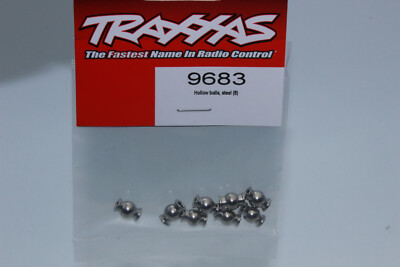 TRAXXAS
The Fastest Name In Radio Control
9683
Hollow balls, steel (8)